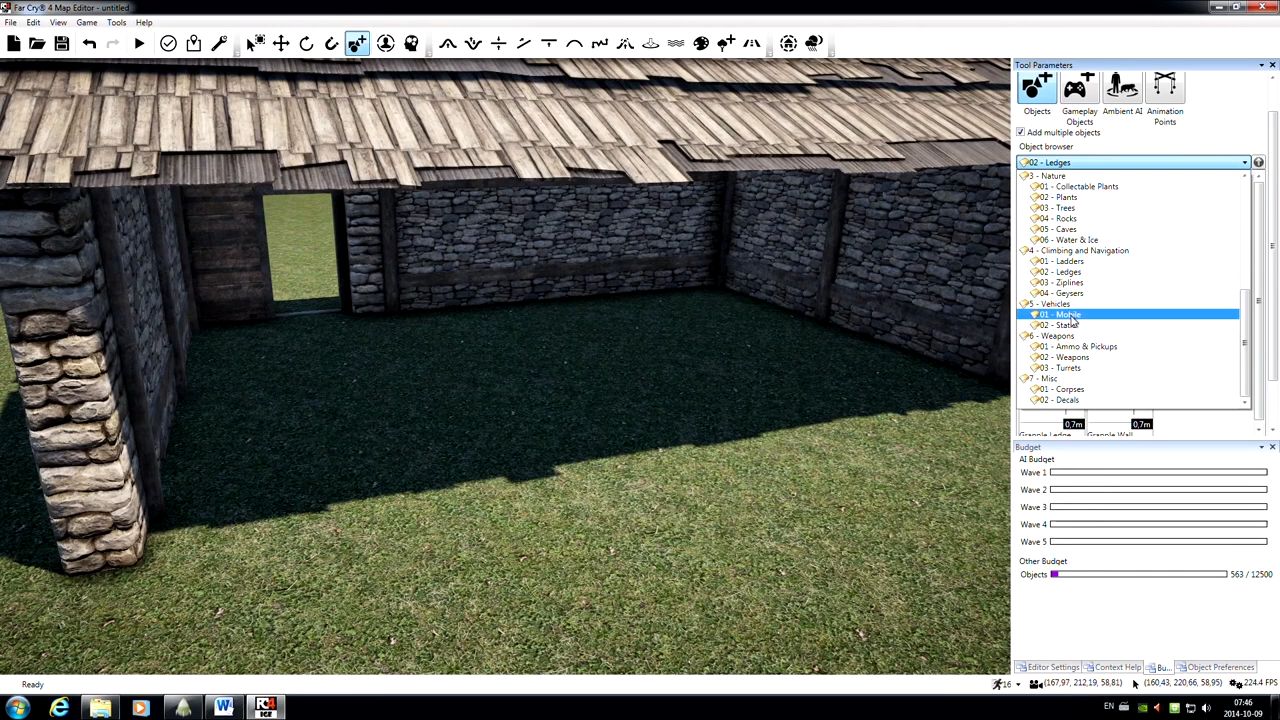 Far Cry® 4 Map Editor - untitled
File Edit View Game Tools Help
Tool Parameters
Objects Gameplay Objects Ambient AI Animation Points
Add multiple objects
Object browser
02 - Ledges
3 - Nature
01 - Collectable Plants
02 - Plants
03 - Trees
04 - Rocks
05 - Caves
06 - Water & Ice
4 - Climbing and Navigation
01 - Ladders
02 - Ledges
03 - Ziplines
04 - Geysers
5 - Vehicles
01 - Mobile
02 - Static
6 - Weapons
01 - Ammo & Pickups
02 - Weapons
03 - Turrets
7 - Misc
01 - Corpses
02 - Decals
0,7m 0,7m
Grapple Ledge Grapple Wall
Budget
AI Budget
Wave 1
Wave 2
Wave 3
Wave 4
Wave 5
Other Budget
Objects 563 / 12500
Editor Settings Context Help Bu... Object Preferences
Ready 16 (167,97, 212,19, 58,81) (160,43, 220,66, 58,95) 224.4 FPS
EN 07:46
2014-10-09